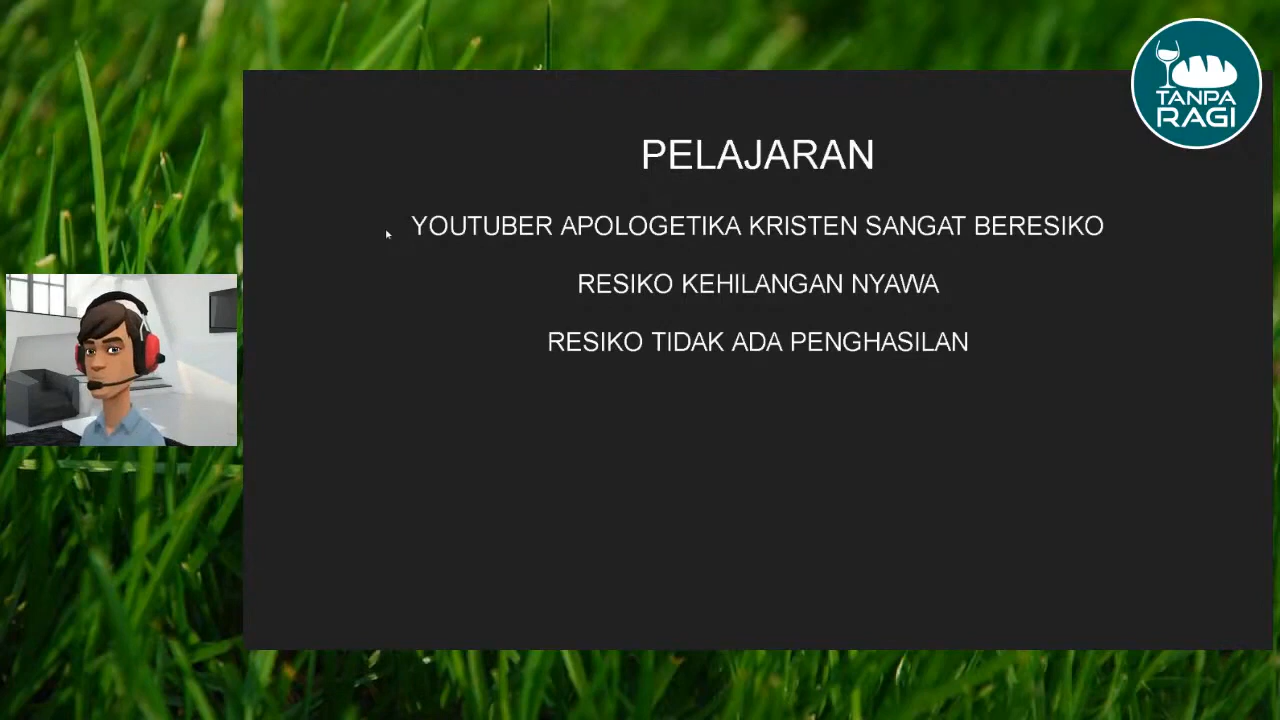 TANPA
RAGI
PELAJARAN
YOUTUBER APOLOGETIKA KRISTEN SANGAT BERESIKO
RESIKO KEHILANGAN NYAWA
RESIKO TIDAK ADA PENGHASILAN